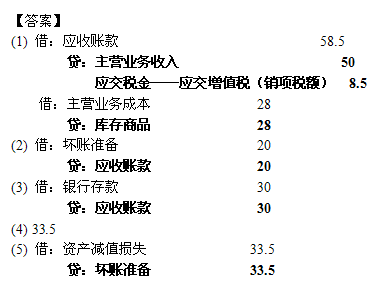 【答案】
(1) 借：应收账款 58.5
贷：主营业务收入 50
应交税金——应交增值税（销项税额） 8.5
借：主营业务成本 28
贷：库存商品 28
(2) 借：坏账准备 20
贷：应收账款 20
(3) 借：银行存款 30
贷：应收账款 30
(4) 33.5
(5) 借：资产减值损失 33.5
贷：坏账准备 33.5